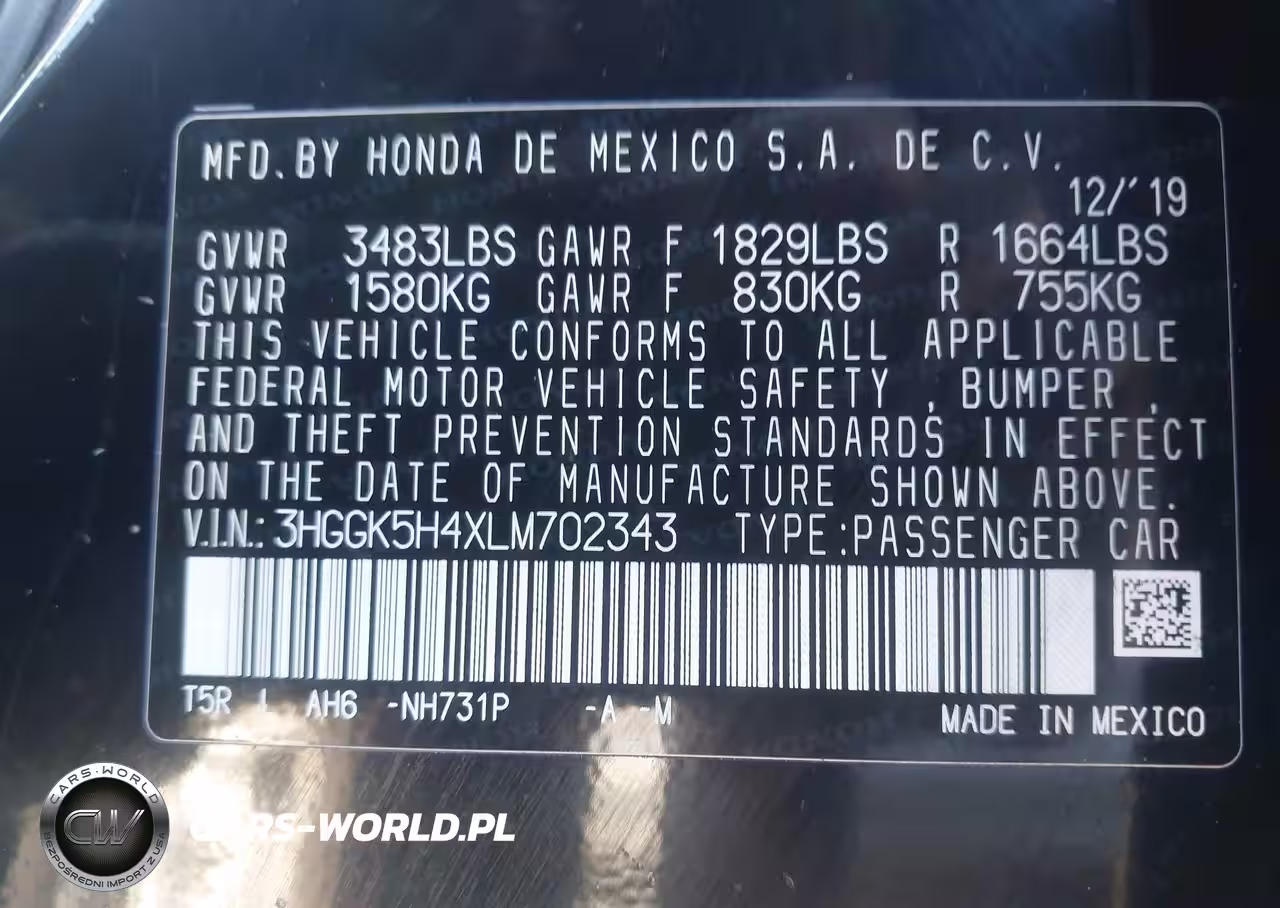 MFD.BY HONDA DE MEXICO S.A. DE C.V.
12/'19
GVWR 3483LBS GAWR F 1829LBS R 1664LBS
GVWR 1580KG GAWR F 830KG R 755KG
THIS VEHICLE CONFORMS TO ALL APPLICABLE
FEDERAL MOTOR VEHICLE SAFETY , BUMPER ,
AND THEFT PREVENTION STANDARDS IN EFFECT
ON THE DATE OF MANUFACTURE SHOWN ABOVE.
V.I.N.: 3HGGK5H4XLM702343 TYPE:PASSENGER CAR
T5R L AH6 -NH731P -A -M
MADE IN MEXICO
CARS-WORLD
CW
BEZPOŚREDNI IMPORT Z USA
CARS-WORLD.PL